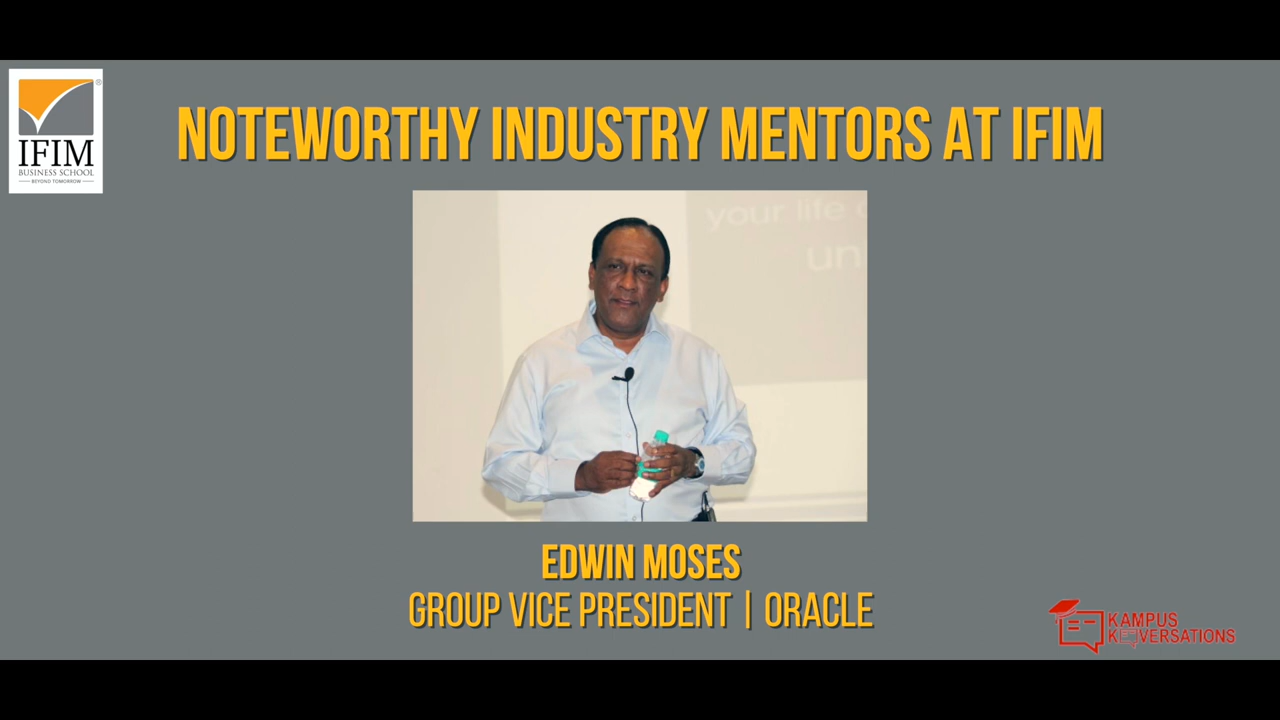 IFIM
BUSINESS SCHOOL
BEYOND TOMORROW
NOTEWORTHY INDUSTRY MENTORS AT IFIM
your life
un
EDWIN MOSES
GROUP VICE PRESIDENT | ORACLE
KAMPUS
KONVERSATIONS